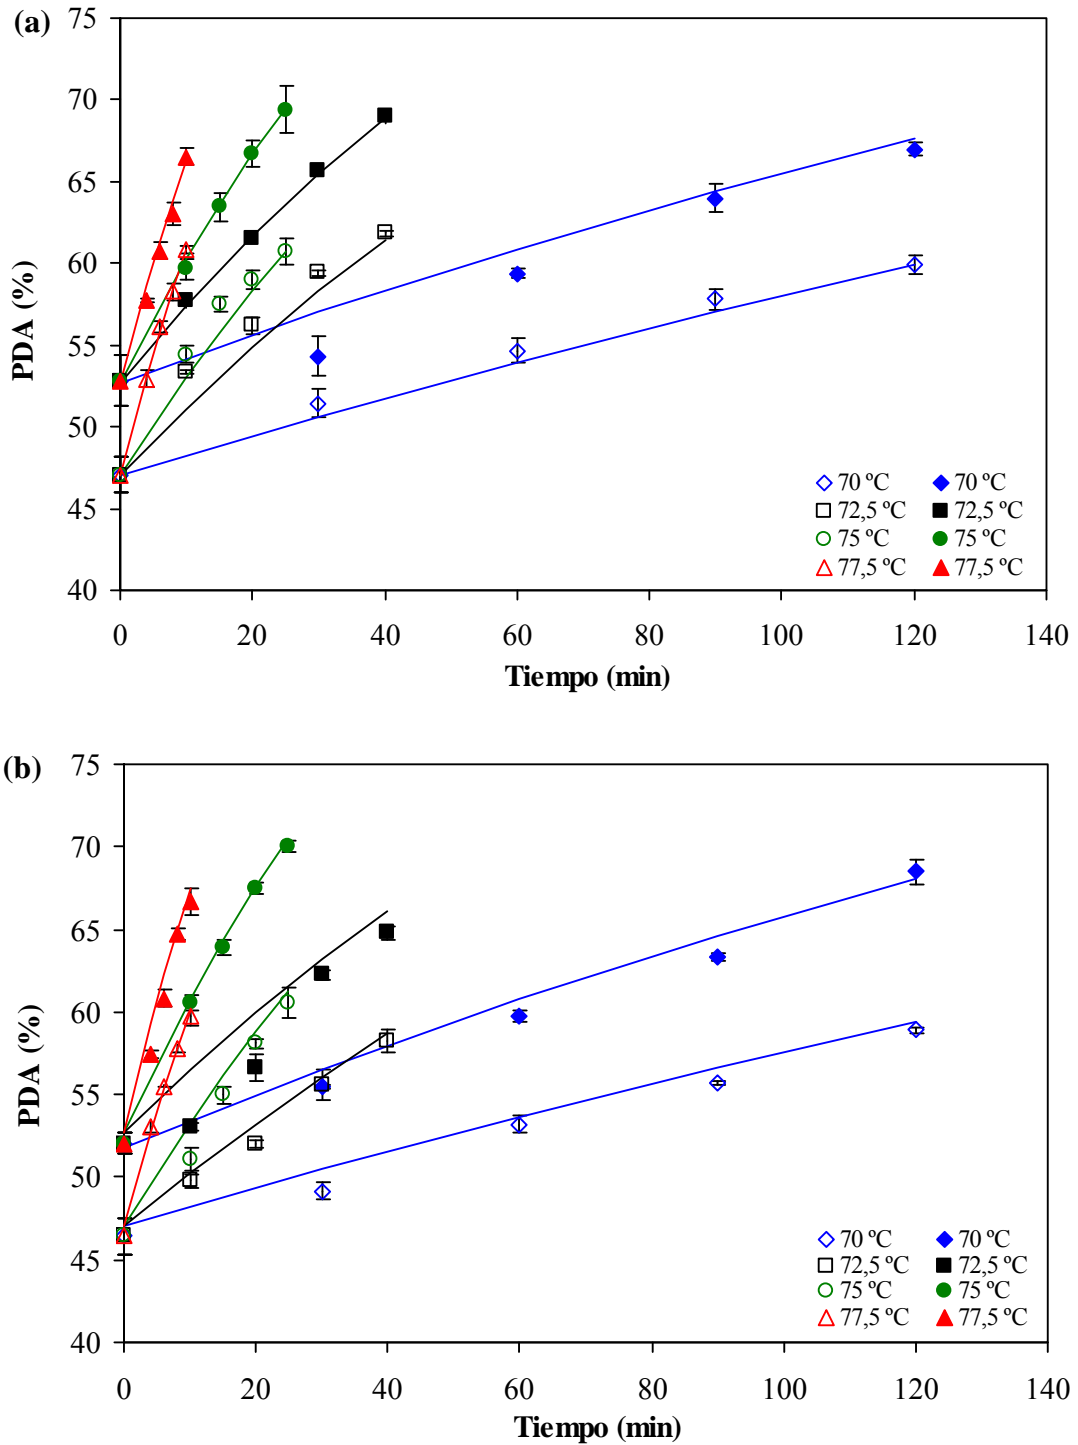 (a)
PDA (%)
75
70
65
60
55
50
45
40
0 20 40 60 80 100 120 140
Tiempo (min)
70 ºC 70 ºC
72,5 ºC 72,5 ºC
75 ºC 75 ºC
77,5 ºC 77,5 ºC
(b)
PDA (%)
75
70
65
60
55
50
45
40
0 20 40 60 80 100 120 140
Tiempo (min)
70 ºC 70 ºC
72,5 ºC 72,5 ºC
75 ºC 75 ºC
77,5 ºC 77,5 ºC